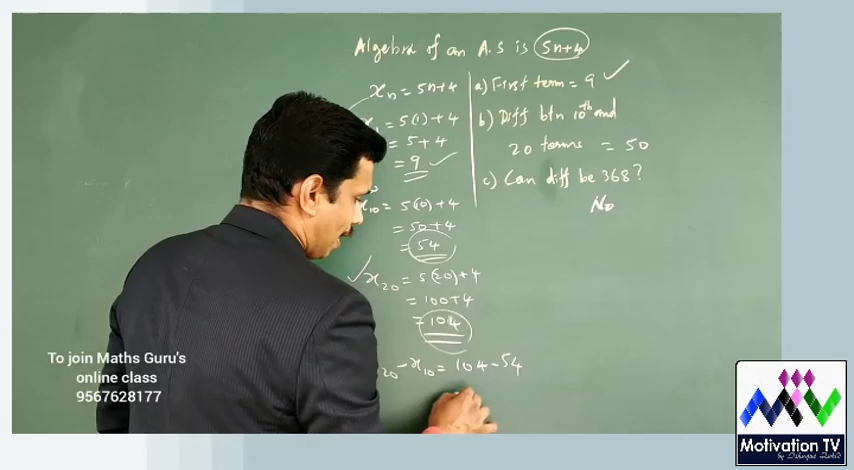 Algebra of an A.S is 5n+4
xn = 5n+4
= 5(1) + 4
= 5 + 4
= 9
x10 = 5(10) + 4
= 50 + 4
= 54
x20 = 5(20) + 4
= 100 + 4
= 104
20 - x10 = 104 - 54
a) First term = 9
b) Diff btn 10th and
20 terms = 50
c) Can diff be 368?
No
To join Maths Guru's
online class
9567628177
Motivation TV